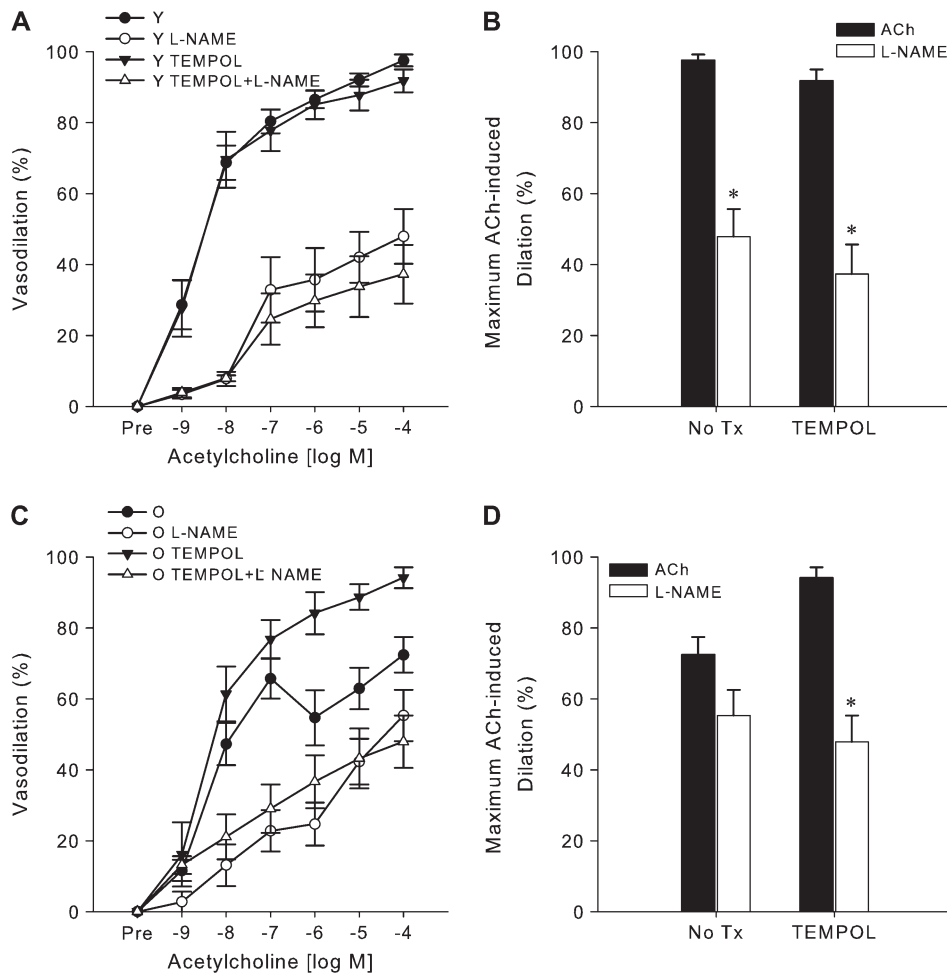 A
Y
Y L-NAME
Y TEMPOL
Y TEMPOL+L-NAME
Vasodilation (%)
100
80
60
40
20
0
Pre -9 -8 -7 -6 -5 -4
Acetylcholine [log M]
B
ACh
L-NAME
Maximum ACh-induced
Dilation (%)
100
80
60
40
20
0
*
*
No Tx TEMPOL
C
O
O L-NAME
O TEMPOL
O TEMPOL+L NAME
Vasodilation (%)
100
80
60
40
20
0
Pre -9 -8 -7 -6 -5 -4
Acetylcholine [log M]
D
ACh
L-NAME
Maximum ACh-induced
Dilation (%)
100
80
60
40
20
0
*
No Tx TEMPOL